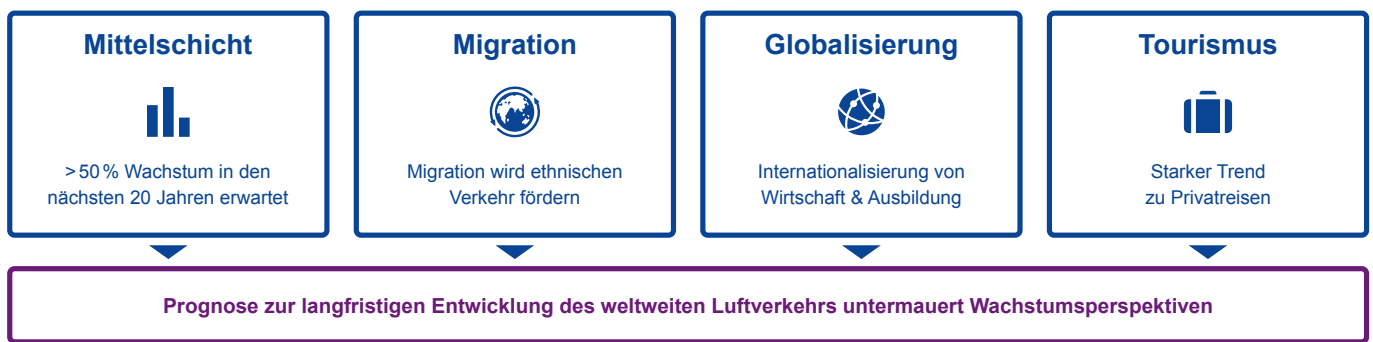 Mittelschicht
> 50 % Wachstum in den
nächsten 20 Jahren erwartet
Migration
Migration wird ethnischen
Verkehr fördern
Globalisierung
Internationalisierung von
Wirtschaft & Ausbildung
Tourismus
Starker Trend
zu Privatreisen
Prognose zur langfristigen Entwicklung des weltweiten Luftverkehrs untermauert Wachstumsperspektiven